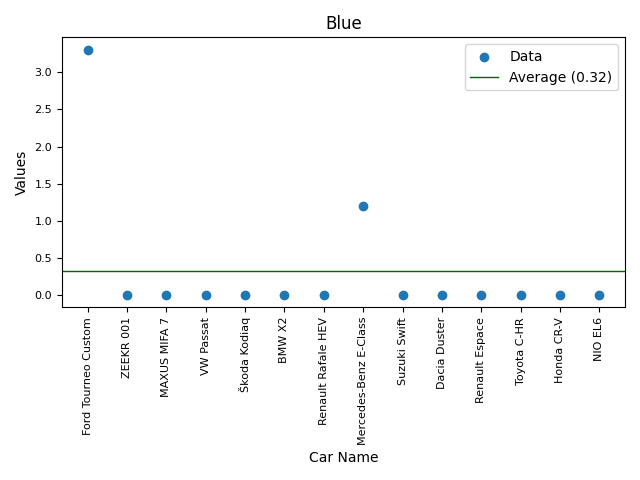 Blue
Data
Average (0.32)
Values
3.0
2.5
2.0
1.5
1.0
0.5
0.0
Ford Tourneo Custom
ZEEKR 001
MAXUS MIFA 7
VW Passat
Škoda Kodiaq
BMW X2
Renault Rafale HEV
Mercedes-Benz E-Class
Suzuki Swift
Dacia Duster
Renault Espace
Toyota C-HR
Honda CR-V
NIO EL6
Car Name